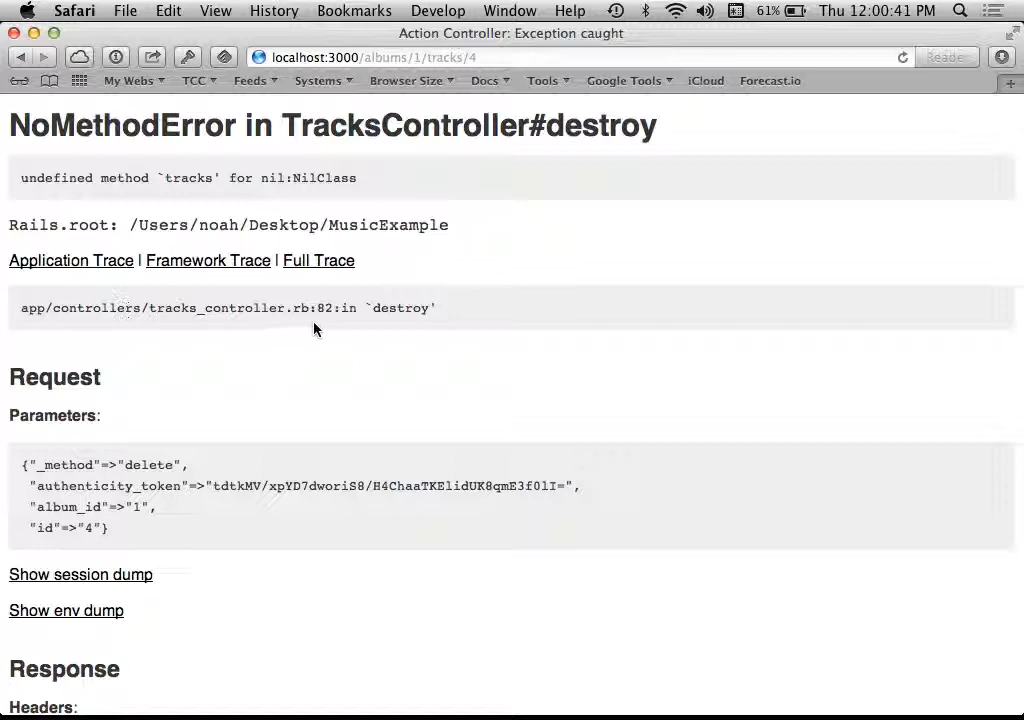 Safari File Edit View History Bookmarks Develop Window Help 61% Thu 12:00:41 PM
Action Controller: Exception caught
localhost:3000/albums/1/tracks/4 Reader
My Webs TCC Feeds Systems Browser Size Docs Tools Google Tools iCloud Forecast.io
NoMethodError in TracksController#destroy
undefined method `tracks' for nil:NilClass
Rails.root: /Users/noah/Desktop/MusicExample
Application Trace | Framework Trace | Full Trace
app/controllers/tracks_controller.rb:82:in `destroy'
Request
Parameters:
{"_method"=>"delete",
"authenticity_token"=>"tdtkMV/xpYD7dworiS8/H4ChaaTKElidUK8qmE3f0lI=",
"album_id"=>"1",
"id"=>"4"}
Show session dump
Show env dump
Response
Headers: